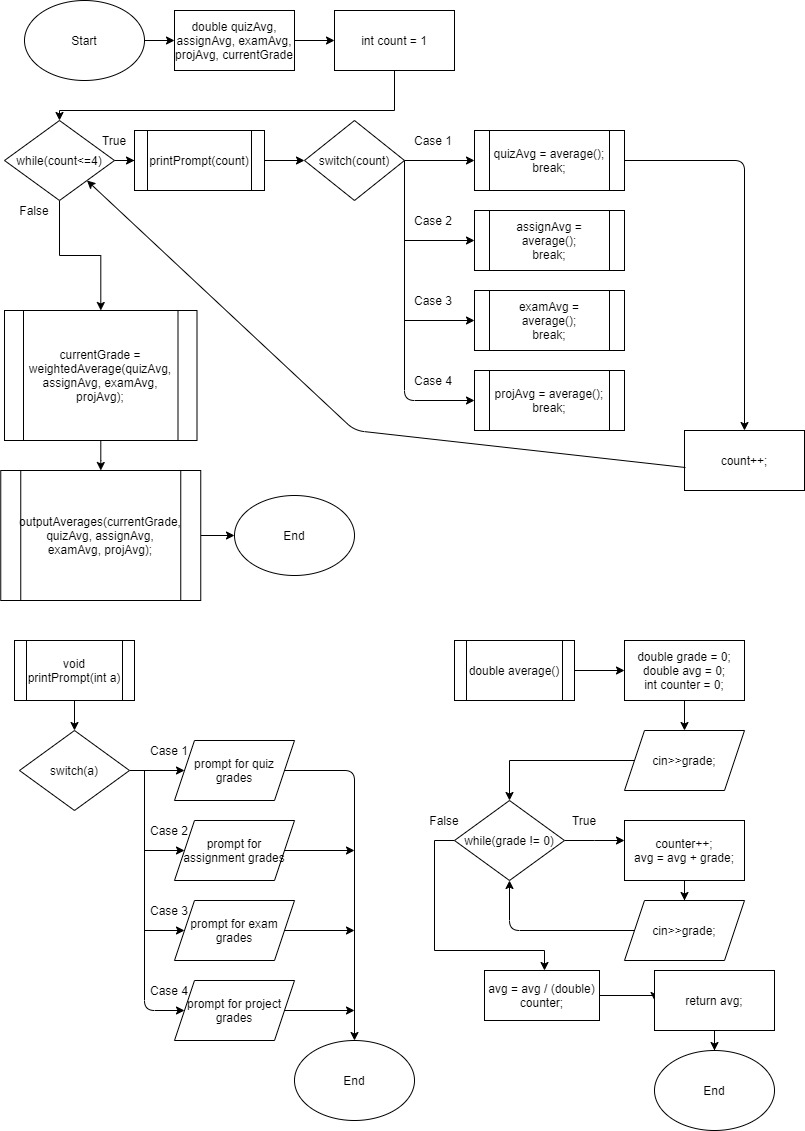 Start
double quizAvg,
assignAvg, examAvg,
projAvg, currentGrade
int count = 1
while(count<=4)
True
False
printPrompt(count)
switch(count)
Case 1
quizAvg = average();
break;
Case 2
assignAvg =
average();
break;
Case 3
examAvg =
average();
break;
Case 4
projAvg = average();
break;
count++;
currentGrade =
weightedAverage(quizAvg,
assignAvg, examAvg,
projAvg);
outputAverages(currentGrade,
quizAvg, assignAvg,
examAvg, projAvg);
End
void
printPrompt(int a)
switch(a)
Case 1
prompt for quiz
grades
Case 2
prompt for
assignment grades
Case 3
prompt for exam
grades
Case 4
prompt for project
grades
End
double average()
double grade = 0;
double avg = 0;
int counter = 0;
cin>>grade;
False
while(grade != 0)
True
counter++;
avg = avg + grade;
cin>>grade;
avg = avg / (double)
counter;
return avg;
End